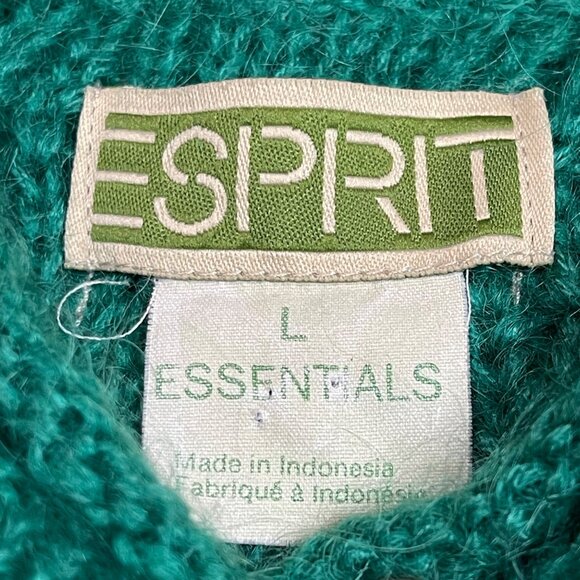 ESPRIT
L
ESSENTIALS
Made in Indonesia
Fabriqué à Indonésie